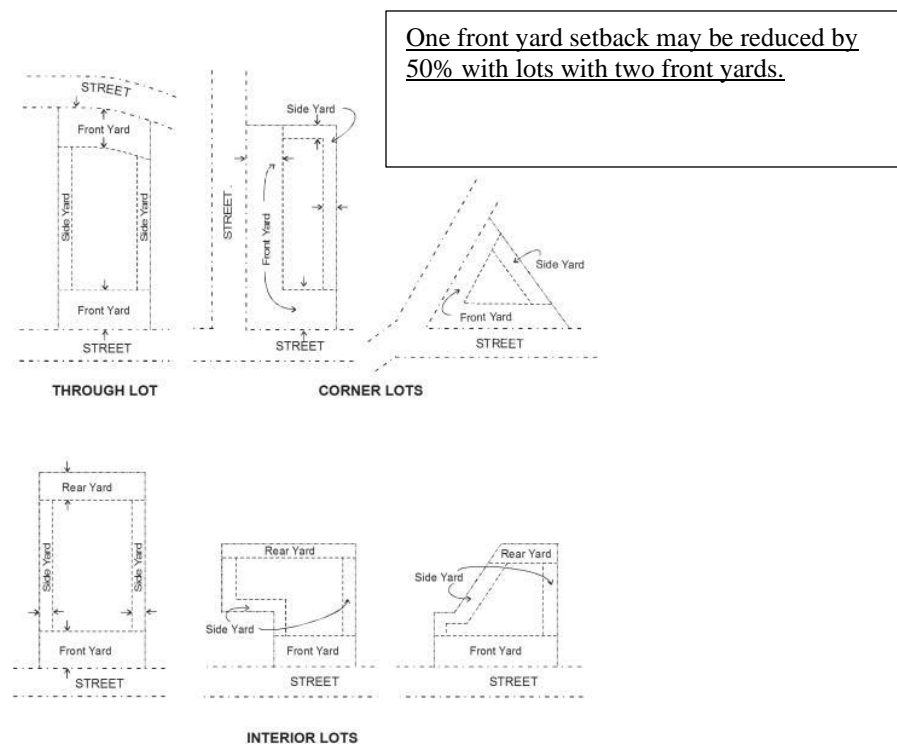 One front yard setback may be reduced by
50% with lots with two front yards.
STREET
Front Yard
Side Yard
Side Yard
Front Yard
STREET
THROUGH LOT
Side Yard
STREET
Front Yard
STREET
Side Yard
Front Yard
STREET
CORNER LOTS
Rear Yard
Side Yard
Side Yard
Front Yard
STREET
Rear Yard
Side Yard
Front Yard
STREET
Rear Yard
Side Yard
Front Yard
STREET
INTERIOR LOTS